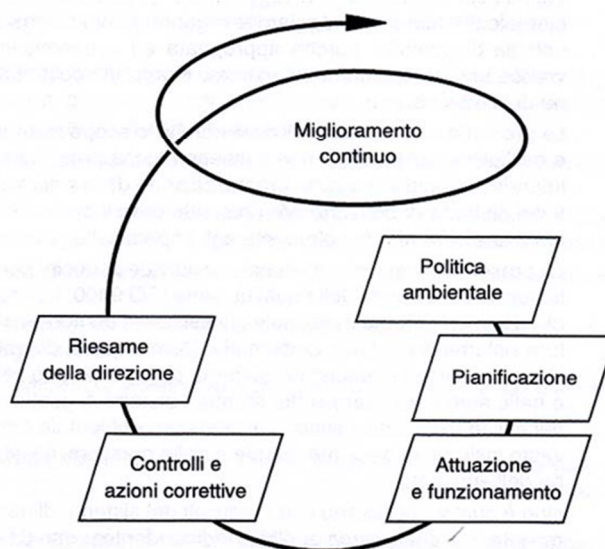 Miglioramento
continuo
Politica
ambientale
Pianificazione
Attuazione
e funzionamento
Controlli e
azioni correttive
Riesame
della direzione